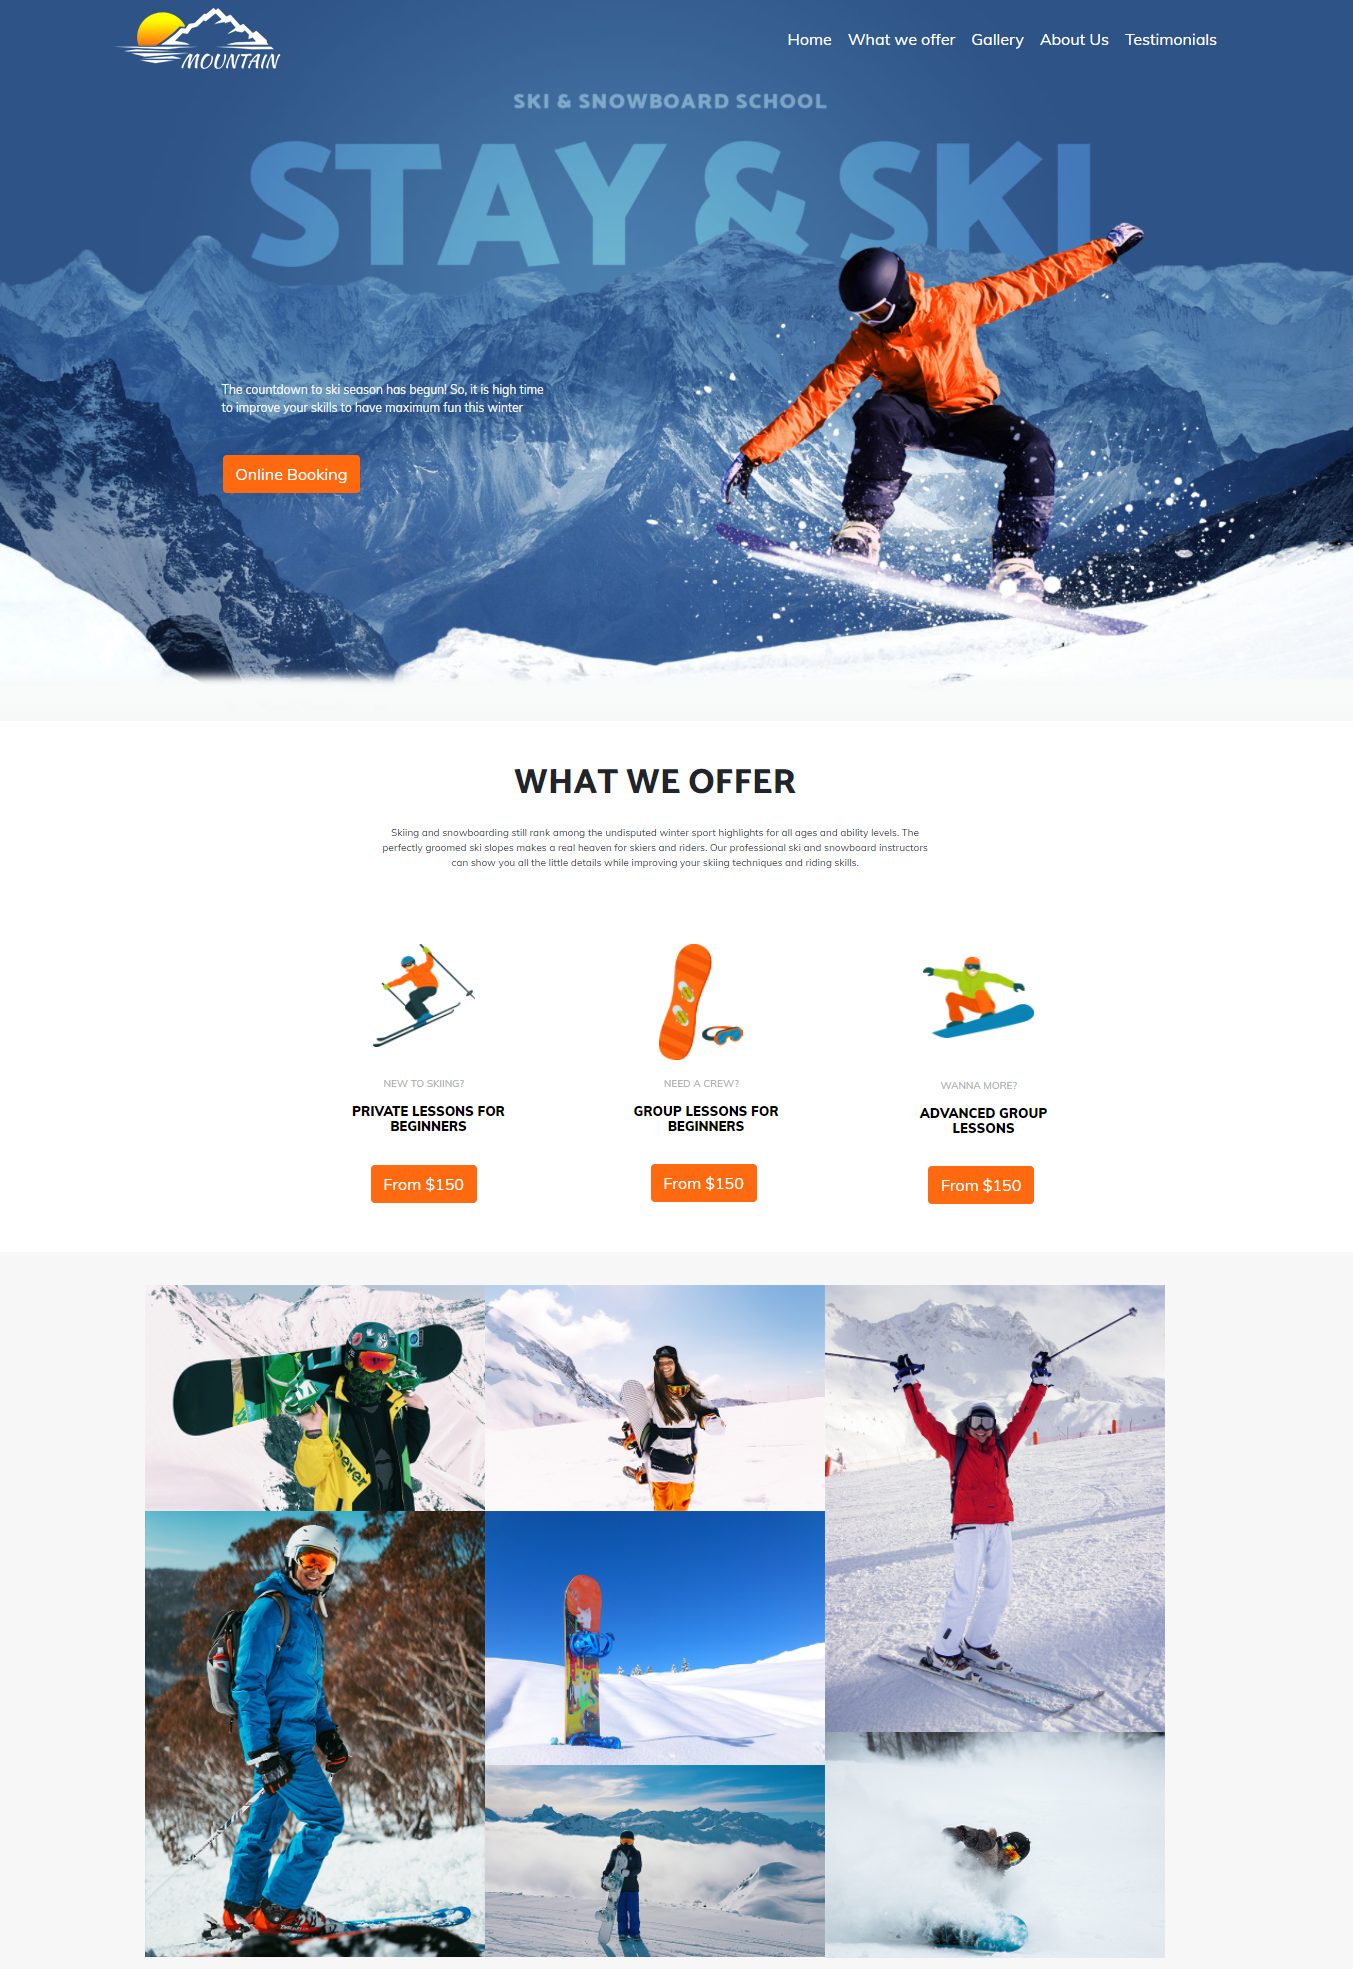 MOUNTAIN
Home What we offer Gallery About Us Testimonials
SKI & SNOWBOARD SCHOOL
STAY & SKI
The countdown to ski season has begun! So, it is high time
to improve your skills to have maximum fun this winter
Online Booking
WHAT WE OFFER
Skiing and snowboarding still rank among the undisputed winter sport highlights for all ages and ability levels. The
perfectly groomed ski slopes makes a real heaven for skiers and riders. Our professional ski and snowboard instructors
can show you all the little details while improving your skiing techniques and riding skills.
NEW TO SKIING?
PRIVATE LESSONS FOR
BEGINNERS
From $150
NEED A CREW?
GROUP LESSONS FOR
BEGINNERS
From $150
WANNA MORE?
ADVANCED GROUP
LESSONS
From $150